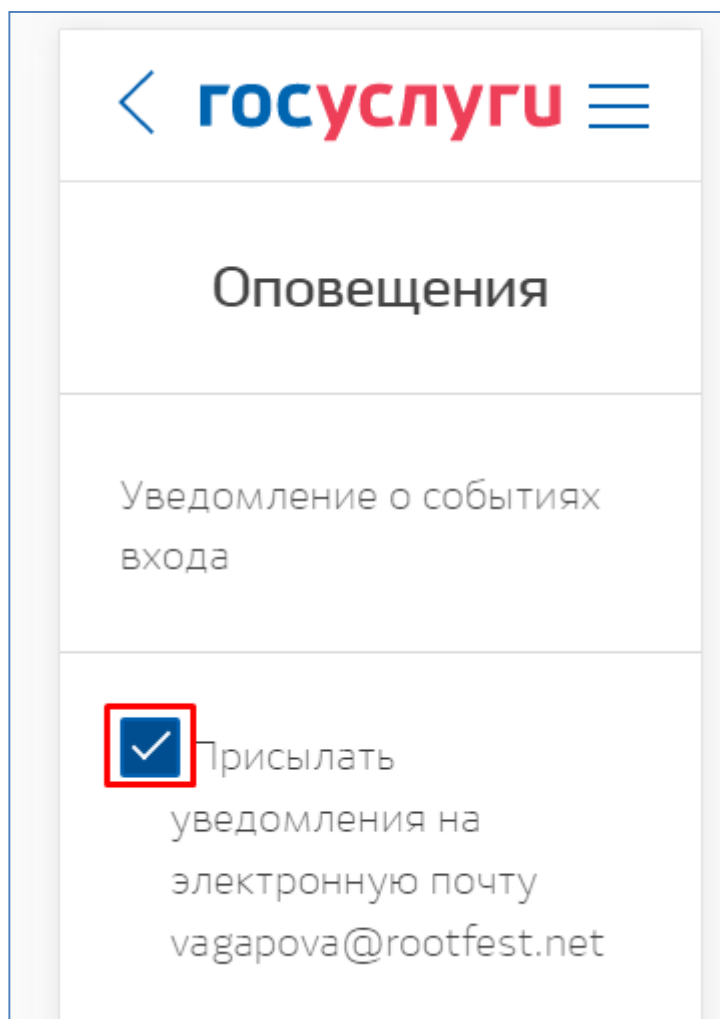 госуслуги
Оповещения
Уведомление о событиях
входа
Присылать
уведомления на
электронную почту
vagapova@rootfest.net